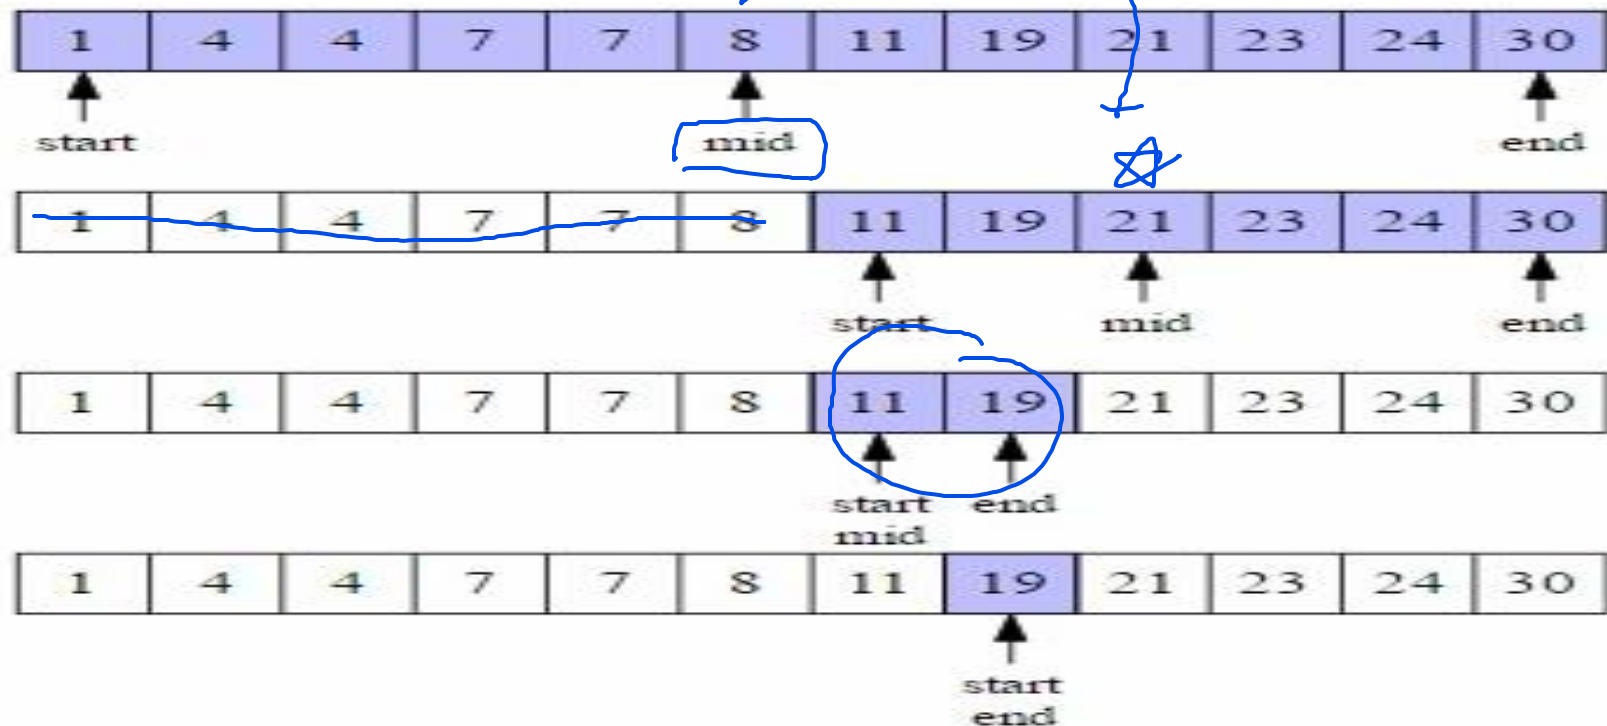 1 4 4 7 7 8 11 19 21 23 24 30
start mid end
1 4 4 7 7 8 11 19 21 23 24 30
start mid end
1 4 4 7 7 8 11 19 21 23 24 30
start end
mid
1 4 4 7 7 8 11 19 21 23 24 30
start
end